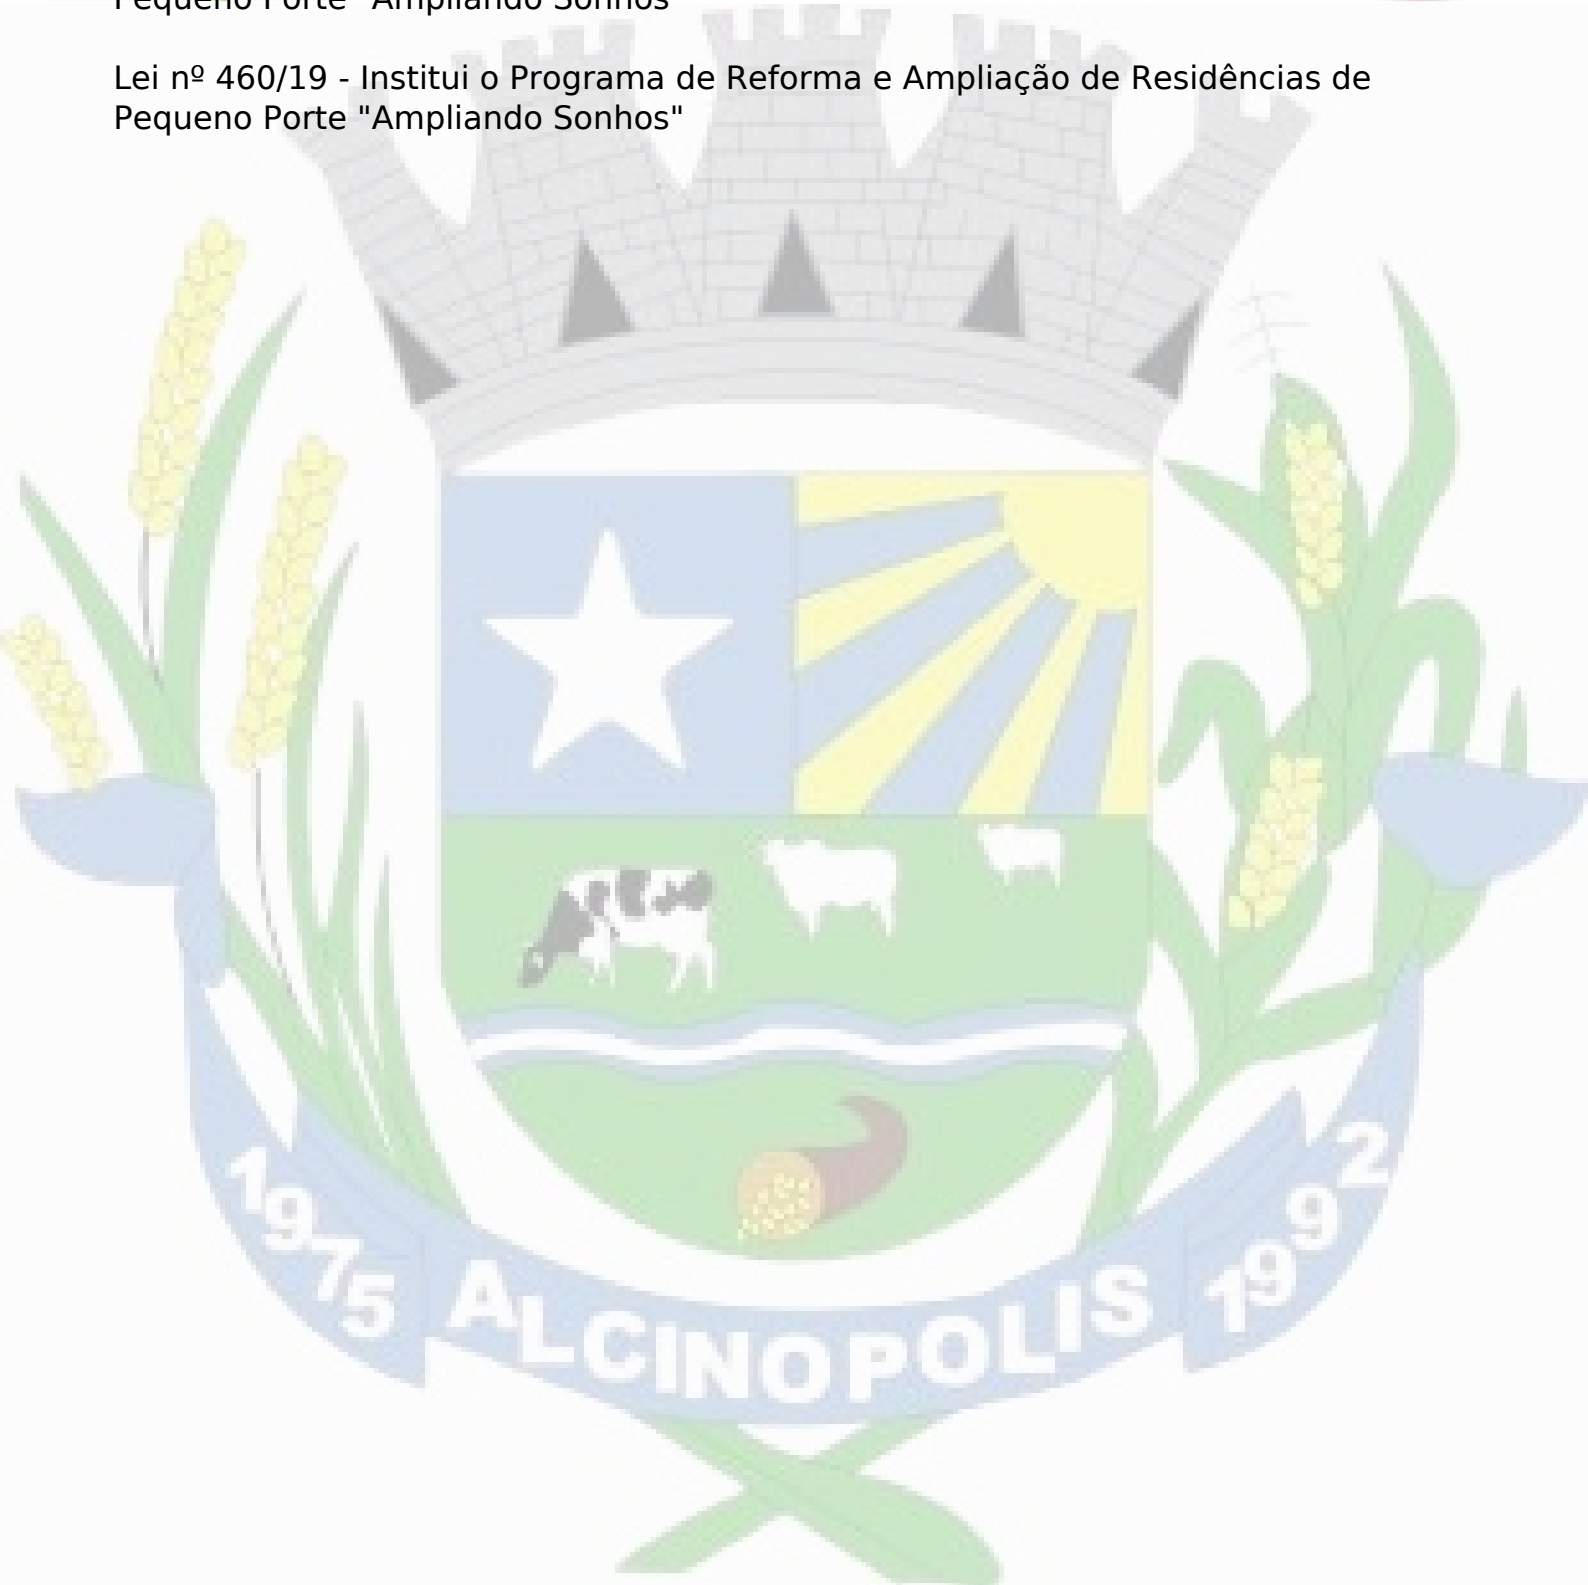 Pequeno Porte "Ampliando Sonhos"
Lei nº 460/19 - Institui o Programa de Reforma e Ampliação de Residências de
Pequeno Porte "Ampliando Sonhos"
1975 ALCINOPOLIS 1992